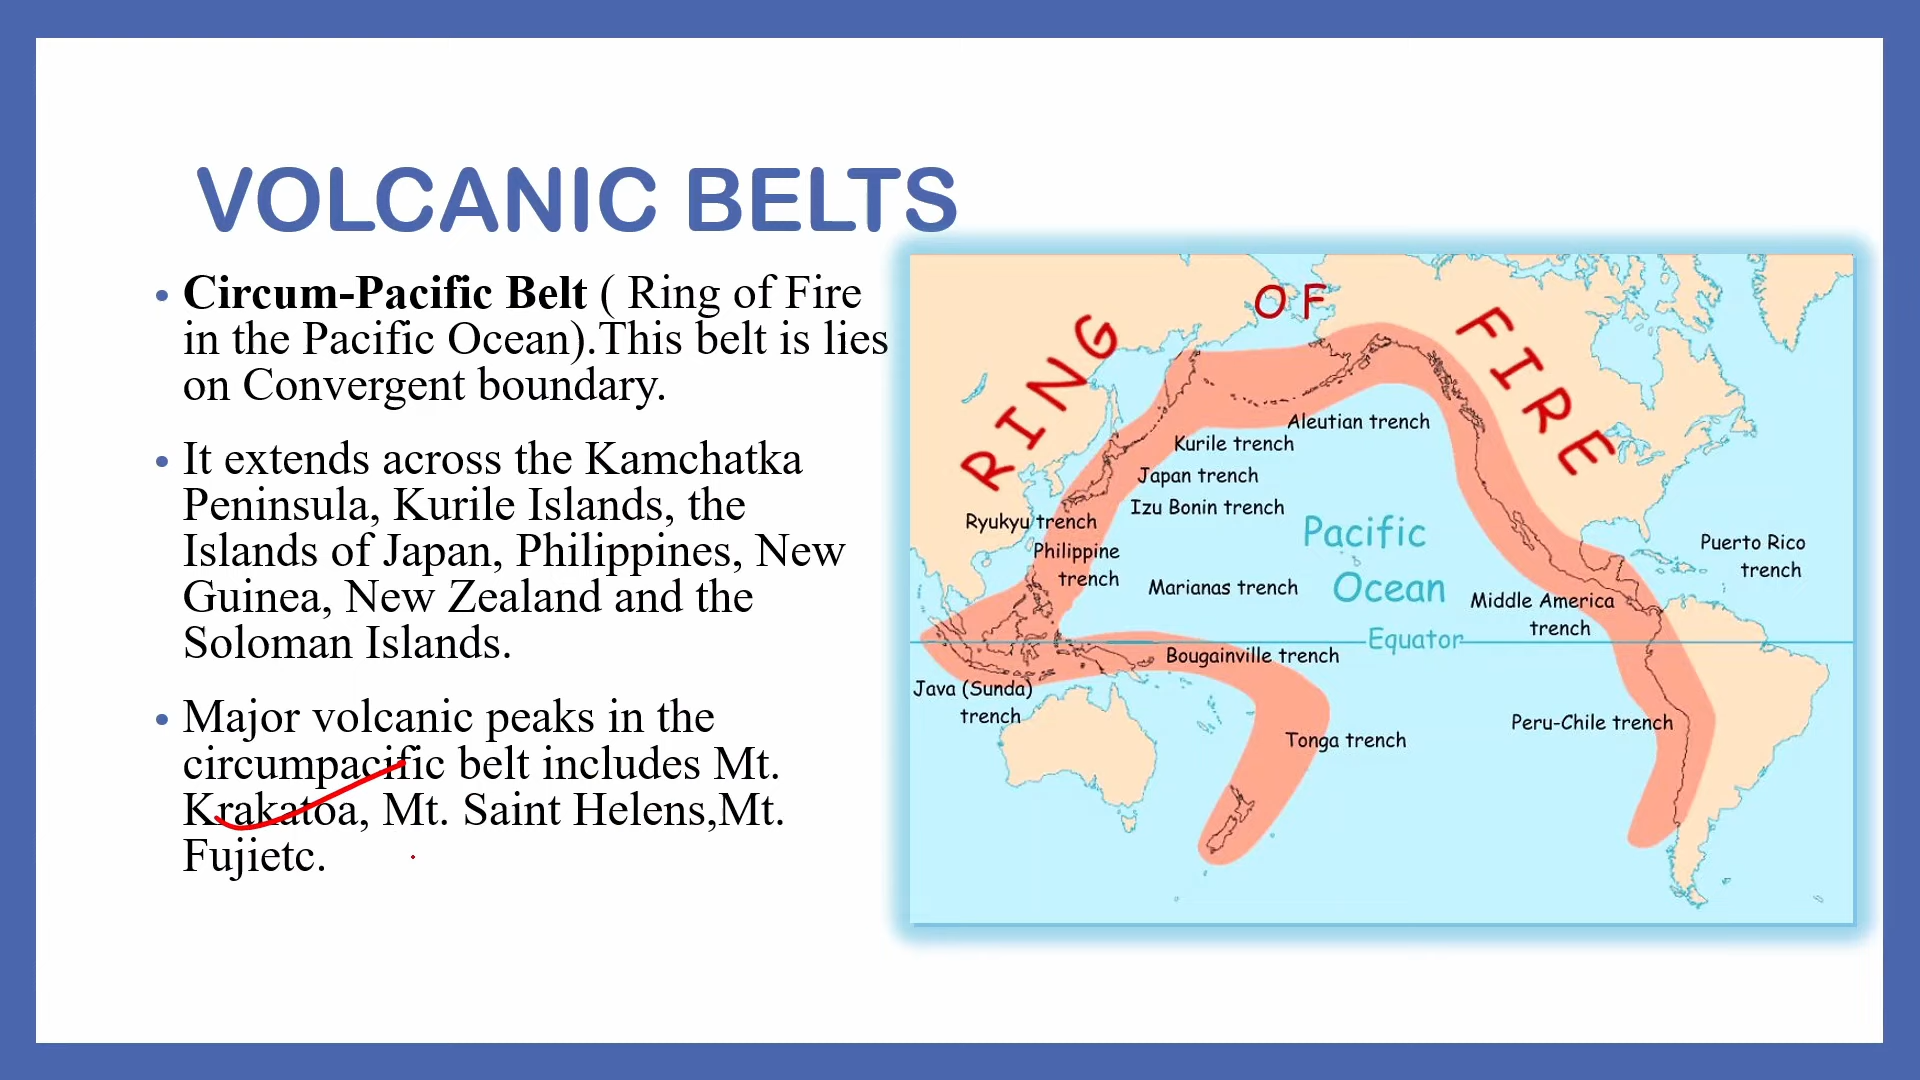 VOLCANIC BELTS
• Circum-Pacific Belt ( Ring of Fire
in the Pacific Ocean).This belt is lies
on Convergent boundary.
• It extends across the Kamchatka
Peninsula, Kurile Islands, the
Islands of Japan, Philippines, New
Guinea, New Zealand and the
Soloman Islands.
• Major volcanic peaks in the
circumpacific belt includes Mt.
Krakatoa, Mt. Saint Helens,Mt.
Fujietc.
RING OF FIRE
Aleutian trench
Kurile trench
Japan trench
Izu Bonin trench
Ryukyu trench
Philippine
trench
Marianas trench
Pacific
Ocean
Puerto Rico
trench
Middle America
trench
Equator
Bougainville trench
Java (Sunda)
trench
Peru-Chile trench
Tonga trench